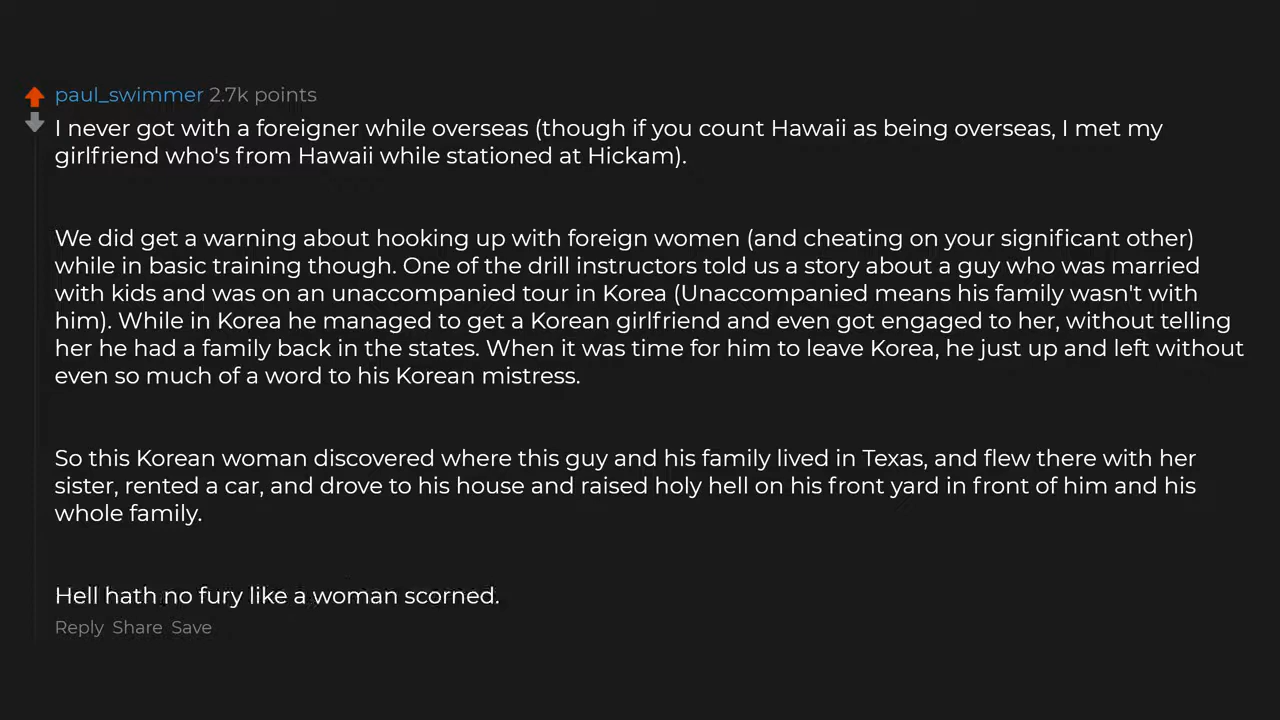 paul_swimmer 2.7k points
I never got with a foreigner while overseas (though if you count Hawaii as being overseas, I met my
girlfriend who's from Hawaii while stationed at Hickam).
We did get a warning about hooking up with foreign women (and cheating on your significant other)
while in basic training though. One of the drill instructors told us a story about a guy who was married
with kids and was on an unaccompanied tour in Korea (Unaccompanied means his family wasn't with
him). While in Korea he managed to get a Korean girlfriend and even got engaged to her, without telling
her he had a family back in the states. When it was time for him to leave Korea, he just up and left without
even so much of a word to his Korean mistress.
So this Korean woman discovered where this guy and his family lived in Texas, and flew there with her
sister, rented a car, and drove to his house and raised holy hell on his front yard in front of him and his
whole family.
Hell hath no fury like a woman scorned.
Reply Share Save